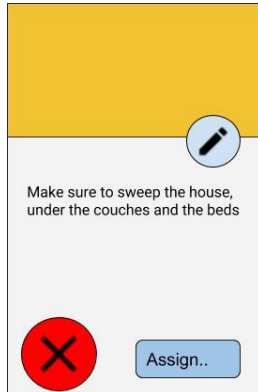 Make sure to sweep the house,
under the couches and the beds
Assign..